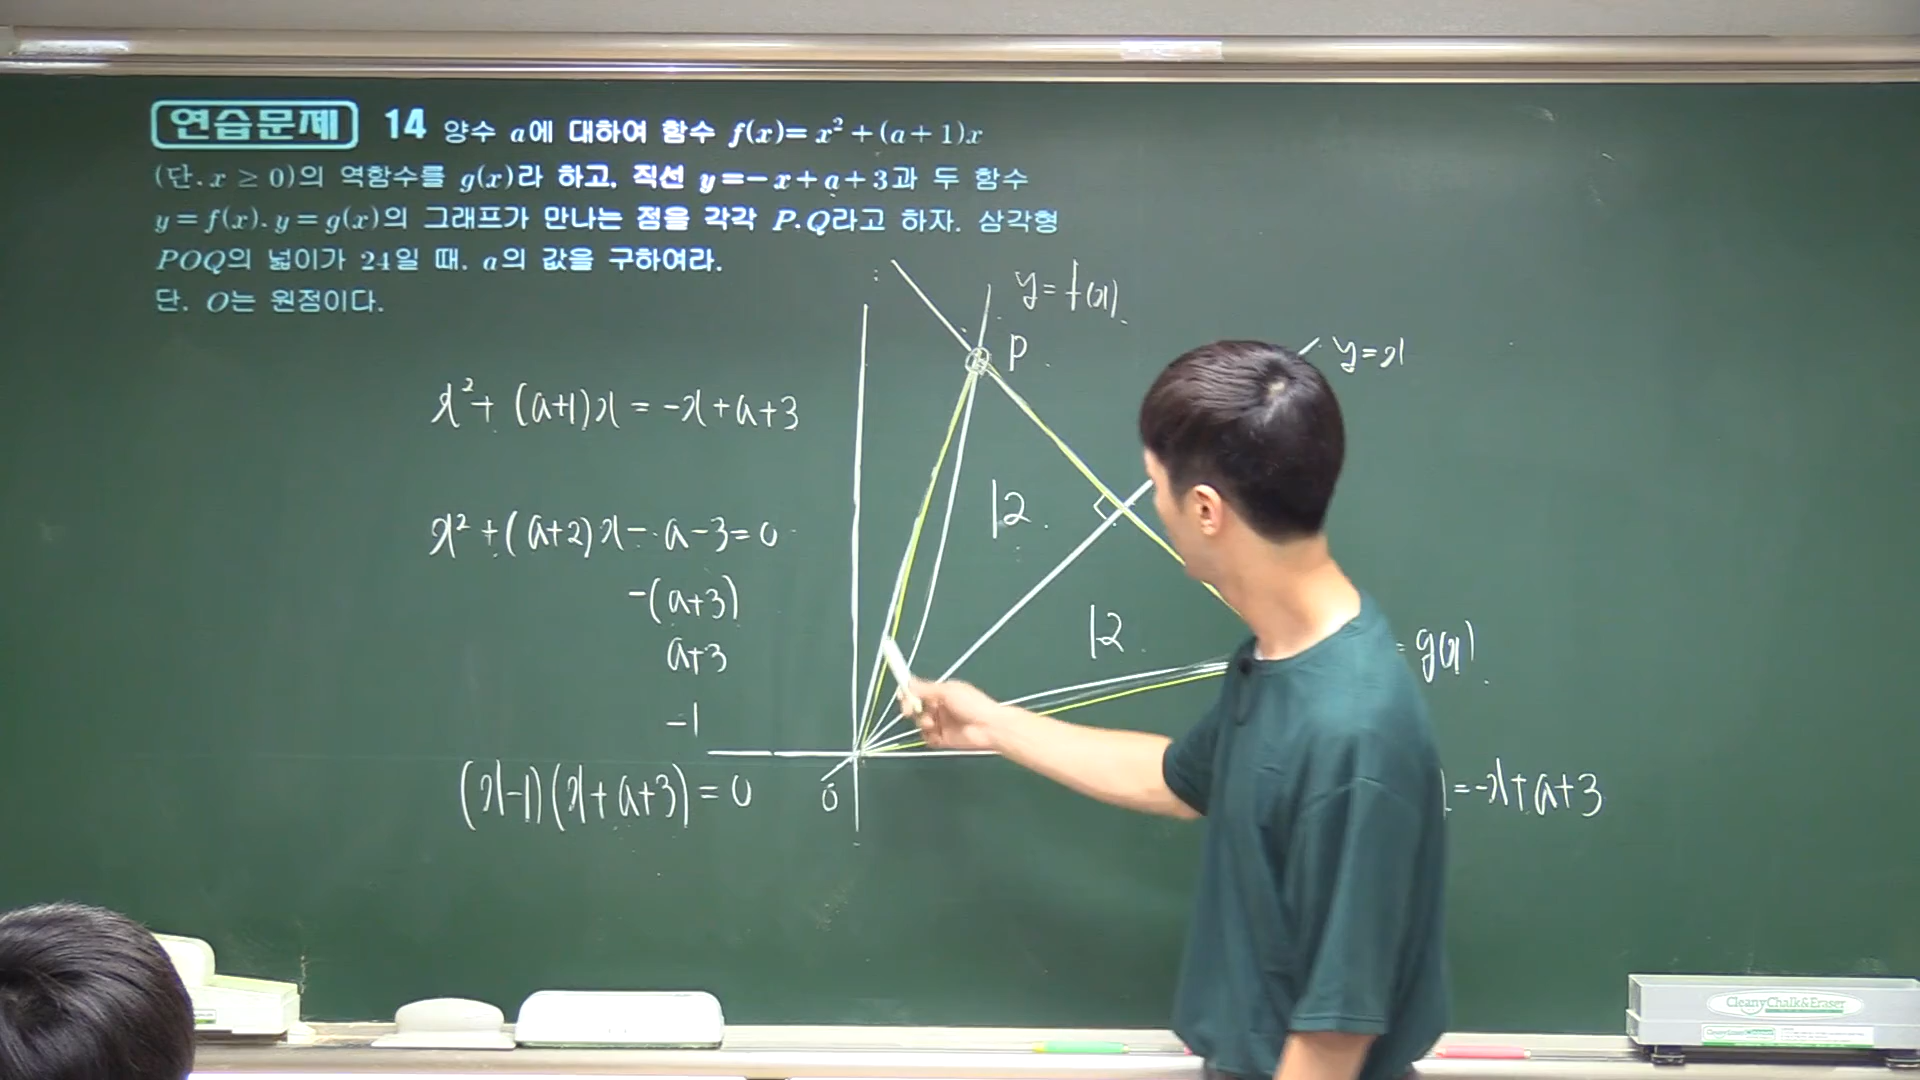 연습문제 14 양수 a에 대하여 함수 f(x)=x²+(a+1)x
(단, x ≥ 0)의 역함수를 g(x)라 하고, 직선 y=-x+a+3과 두 함수
y=f(x), y=g(x)의 그래프가 만나는 점을 각각 P, Q라고 하자. 삼각형
POQ의 넓이가 24일 때, a의 값을 구하여라.
단, O는 원점이다.
y=f(x)
P
y=x
x²+(a+1)x=-x+a+3
12
x²+(a+2)x-a-3=0
-(a+3)
a+3
-1
12
= g(x)
(x-1)(x+a+3)=0
O
=-x+a+3
CleanyChalk&Eraser